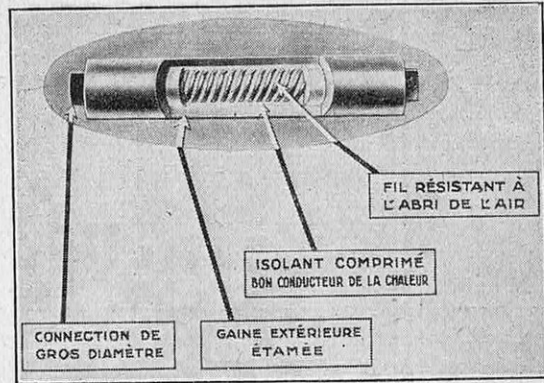 FIL RÉSISTANT À
L'ABRI DE L'AIR
ISOLANT COMPRIMÉ
BON CONDUCTEUR DE LA CHALEUR
CONNECTION DE
GROS DIAMÈTRE
GAINE EXTÉRIEURE
ÉTAMÉE